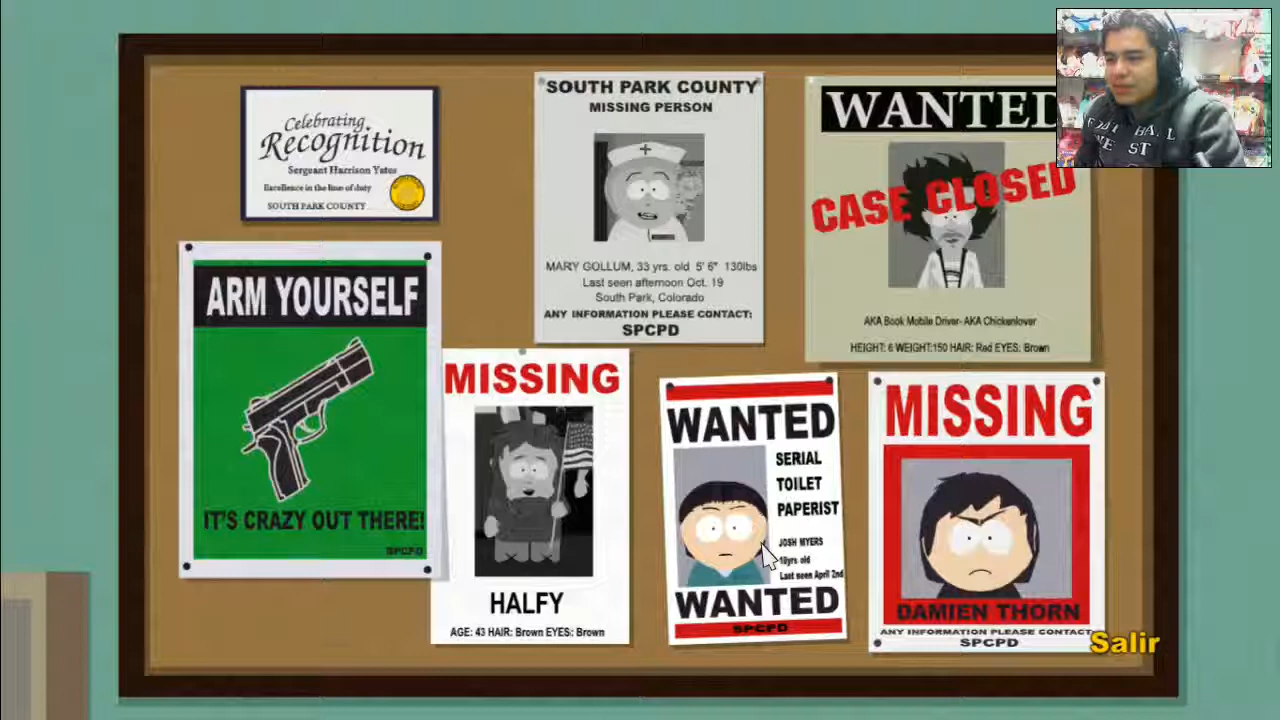 Celebrating
Recognition
Sergeant Harrison Yates
Excellence in the line of duty
SOUTH PARK COUNTY
SOUTH PARK COUNTY
MISSING PERSON
MARY GOLLUM, 33 yrs. old 5' 6" 130lbs
Last seen afternoon Oct. 19
South Park, Colorado
ANY INFORMATION PLEASE CONTACT:
SPCPD
WANTED
CASE CLOSED
AKA Book Mobile Driver- AKA Chickenlover
HEIGHT: 6 WEIGHT:150 HAIR: Red EYES: Brown
ARM YOURSELF
IT'S CRAZY OUT THERE!
SPCPD
MISSING
HALFY
AGE: 43 HAIR: Brown EYES: Brown
WANTED
SERIAL
TOILET
PAPERIST
JOSH MYERS
Last seen April 2nd
WANTED
SPCPD
MISSING
DAMIEN THORN
ANY INFORMATION PLEASE CONTACT:
SPCPD
Salir